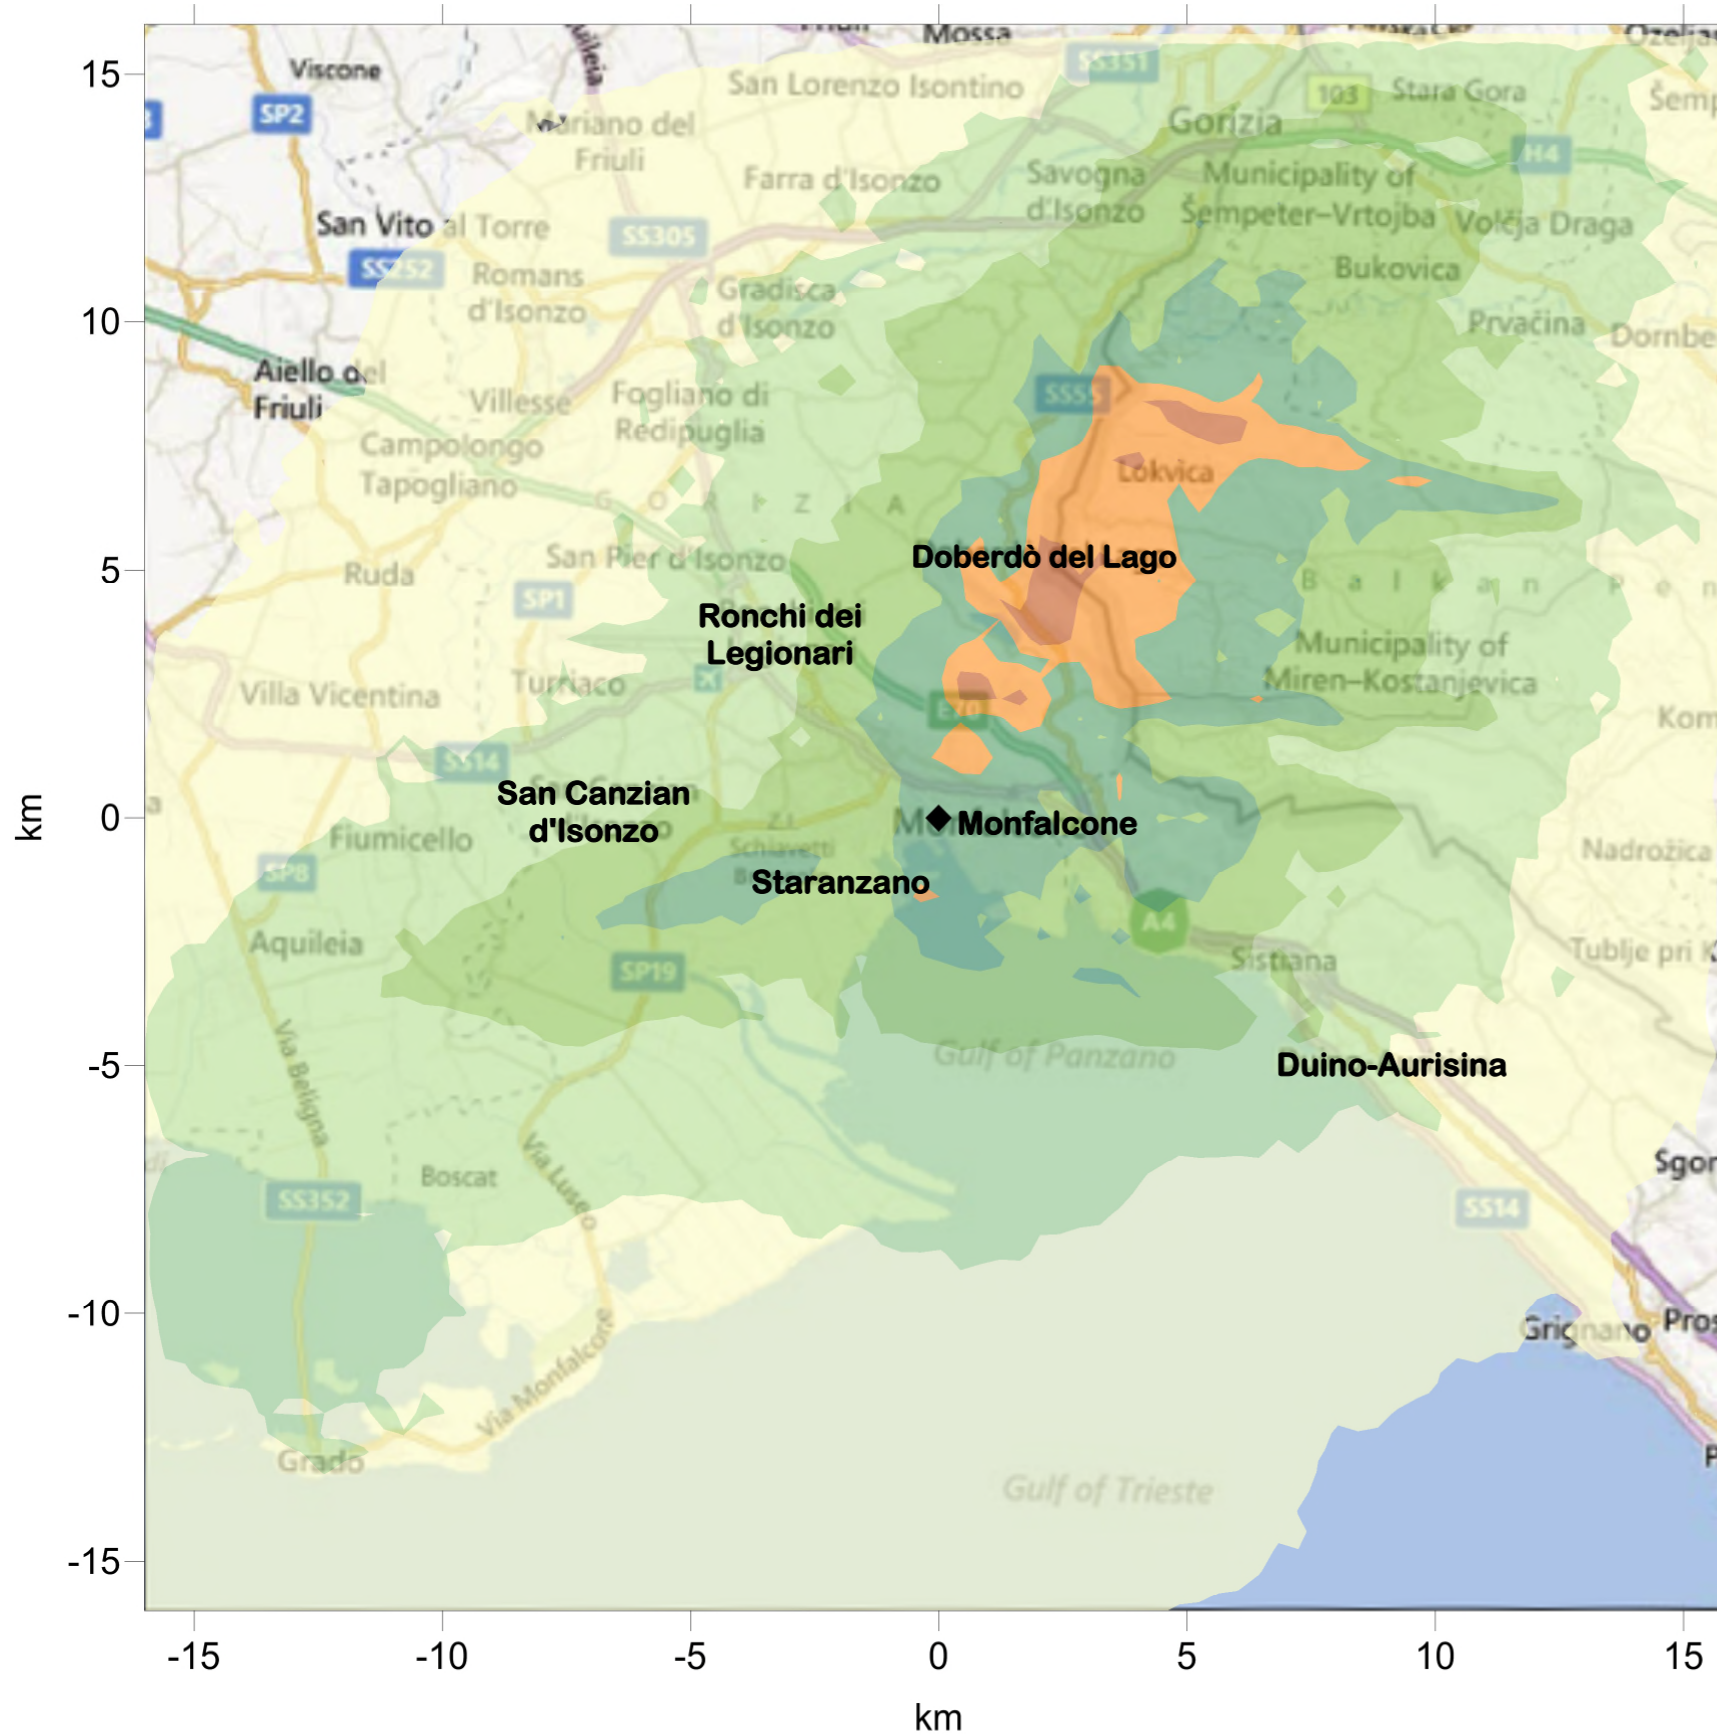 Mossa
Viscone
SS351
San Lorenzo Isontino
103
Stara Gora
SP2
Mariano del
Friuli
Gorizia
H4
Farra d'Isonzo
Savogna
d'Isonzo
Municipality of
Šempeter–Vrtojba
Volčja Draga
San Vito al Torre
SS305
SS252
Romans
d'Isonzo
Gradisca
d'Isonzo
Bukovica
Prvačina
Aiello del
Friuli
Villesse
Fogliano di
Redipuglia
SS55
Campolongo
Tapogliano
Lokvica
G O R I Z I A
San Pier d'Isonzo
Doberdò del Lago
Ruda
SP1
B a l k a n
Ronchi dei
Legionari
Municipality of
Miren–Kostanjevica
Villa Vicentina
Turriaco
E70
SS14
San Canzian
d'Isonzo
Z.I.
Schiavetti
Monfalcone
Fiumicello
Nadrožica
SP8
Staranzano
A4
Aquileia
SP19
Sistiana
Gulf of Panzano
Duino-Aurisina
Via Beligna
Via Luseo
Boscat
SS352
SS14
Grignano
Via Monfalcone
Grado
Gulf of Trieste
15
10
5
0
-5
-10
-15
km
-15
-10
-5
0
5
10
15
km